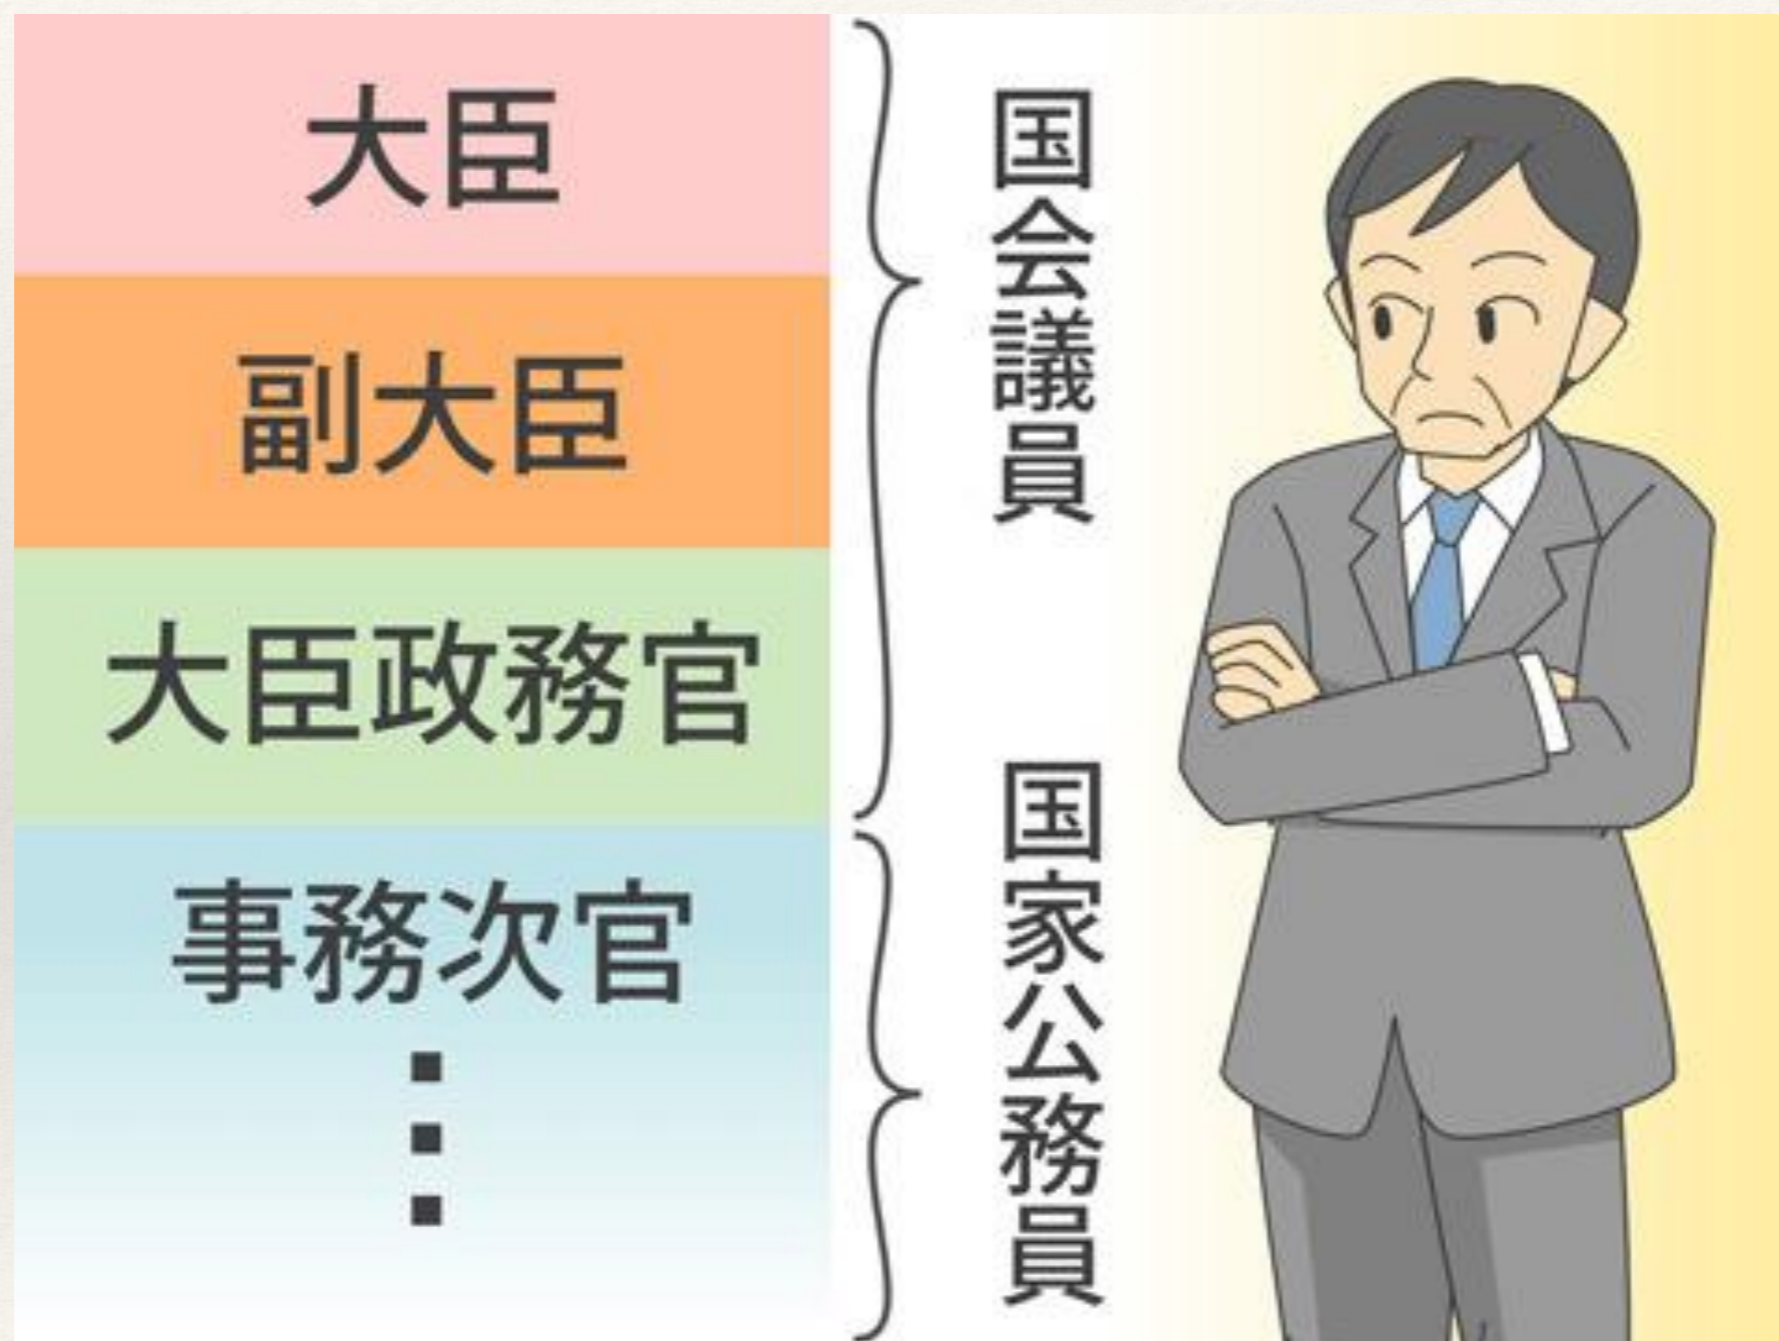 大臣
副大臣
大臣政務官
事務次官
国会議員
国家公務員